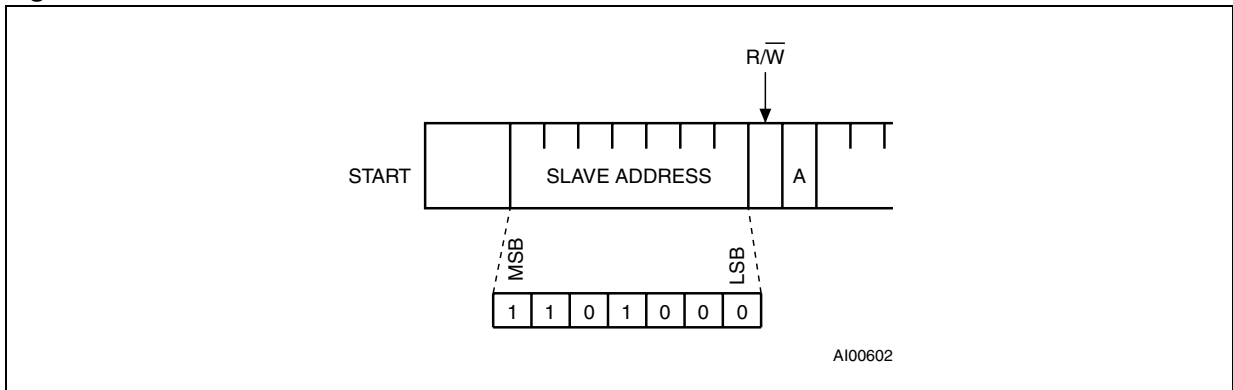 R/W̅
START
SLAVE ADDRESS
A
MSB
LSB
1 1 0 1 0 0 0
AI00602